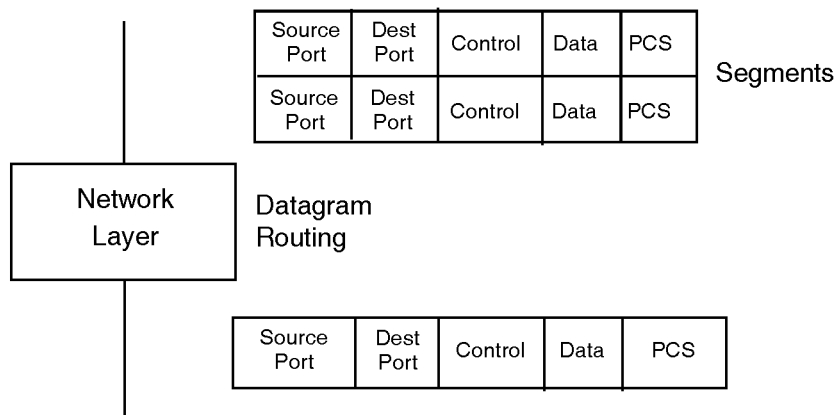 Source Dest Control Data PCS
Port Port
Segments
Source Dest Control Data PCS
Port Port
Network
Layer
Datagram
Routing
Source Dest Control Data PCS
Port Port